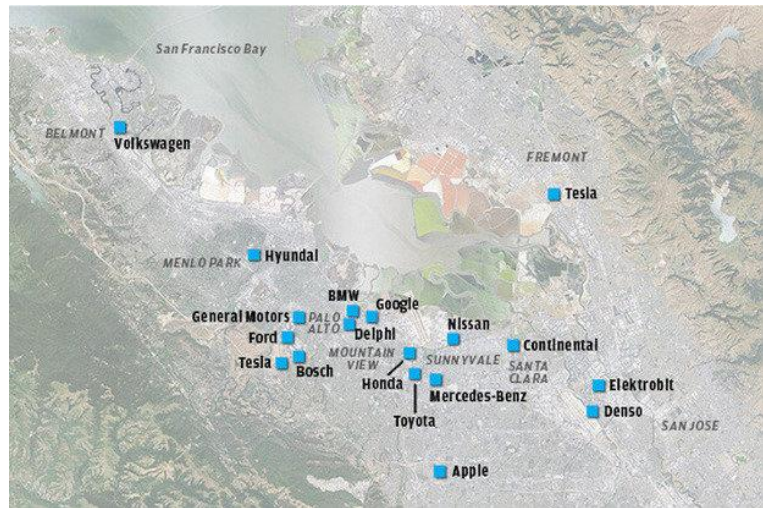 San Francisco Bay
BELMONT
Volkswagen
FREMONT
Tesla
MENLO PARK
Hyundai
BMW
Google
General Motors
PALO
ALTO
Delphi
Nissan
Ford
Continental
MOUNTAIN
VIEW
SUNNYVALE
Tesla
Bosch
SANTA
CLARA
Honda
Mercedes-Benz
Elektrobit
Toyota
Denso
SAN JOSE
Apple